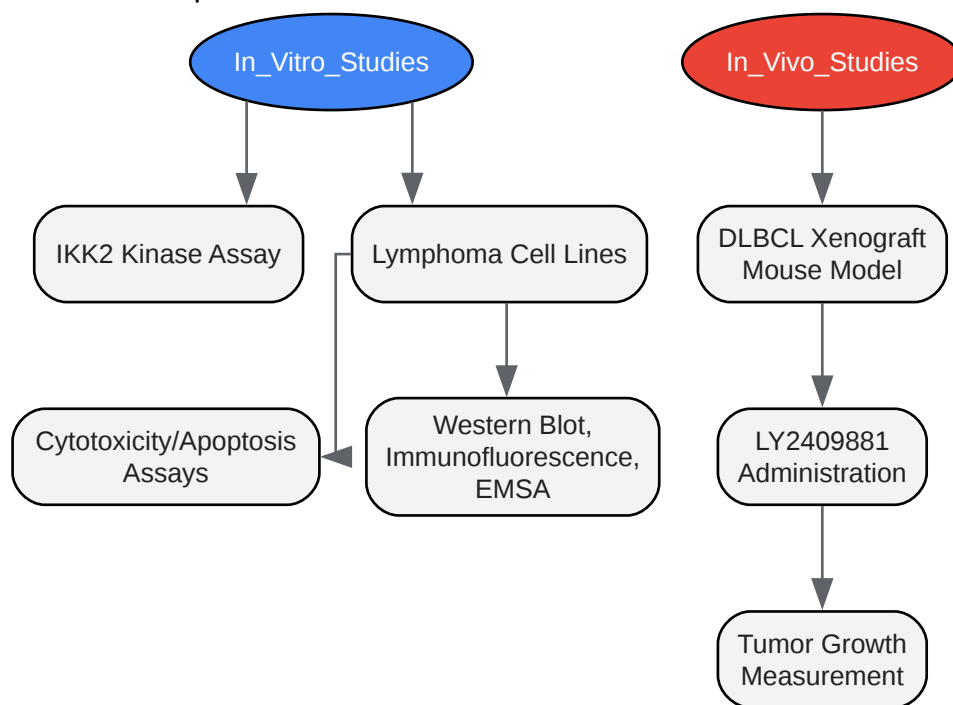 In_Vitro_Studies
In_Vivo_Studies
IKK2 Kinase Assay
Lymphoma Cell Lines
DLBCL Xenograft
Mouse Model
Cytotoxicity/Apoptosis
Assays
Western Blot,
Immunofluorescence,
EMSA
LY2409881
Administration
Tumor Growth
Measurement